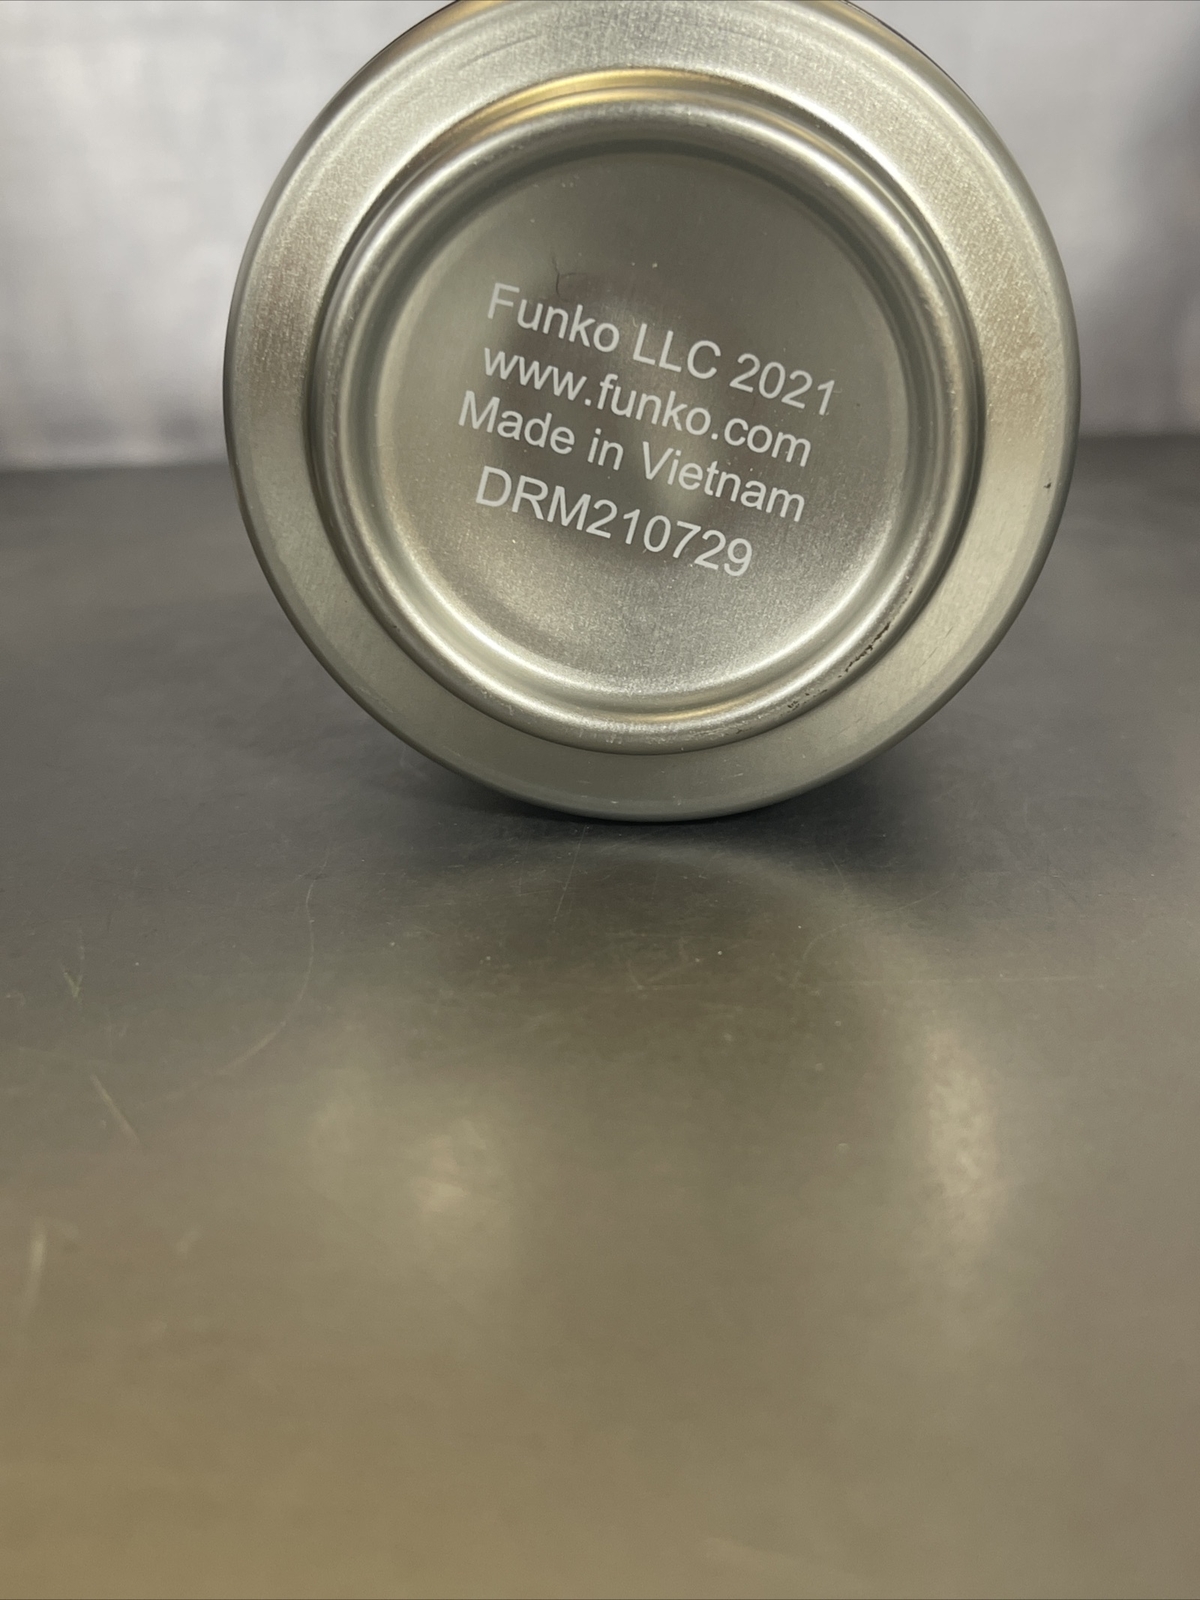 Funko LLC 2021
www.funko.com
Made in Vietnam
DRM210729